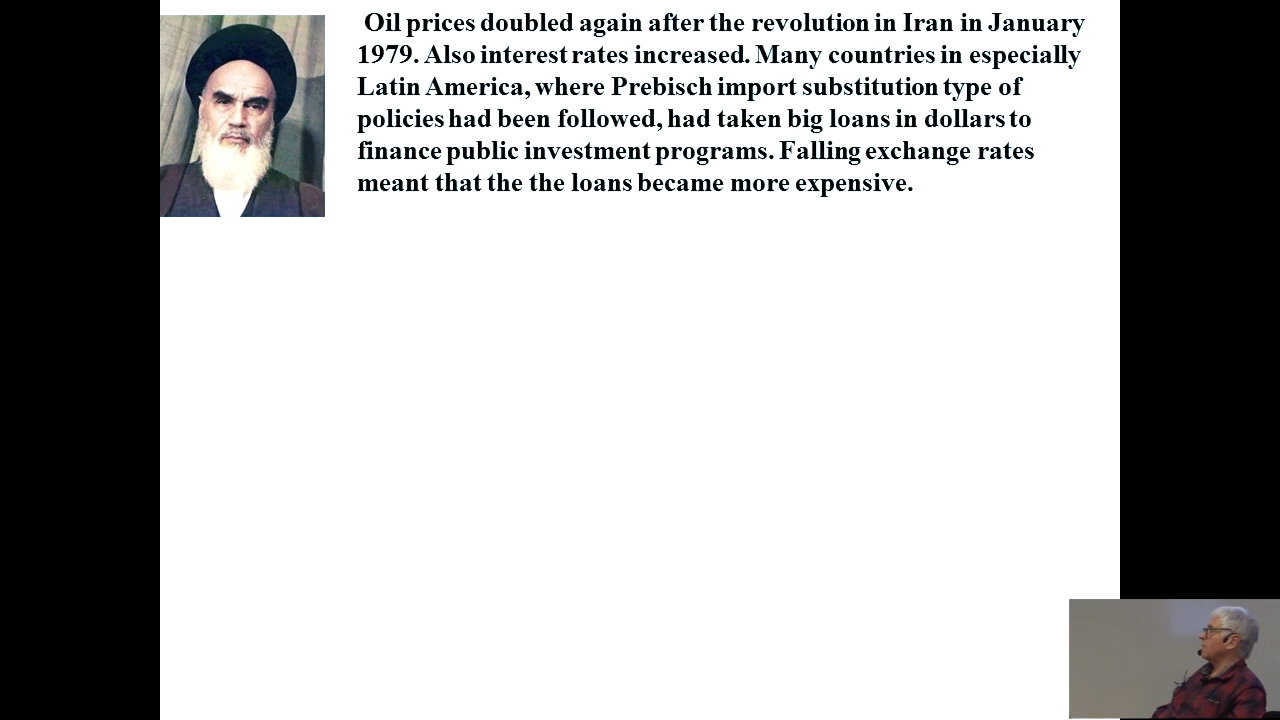 Oil prices doubled again after the revolution in Iran in January
1979. Also interest rates increased. Many countries in especially
Latin America, where Prebisch import substitution type of
policies had been followed, had taken big loans in dollars to
finance public investment programs. Falling exchange rates
meant that the the loans became more expensive.